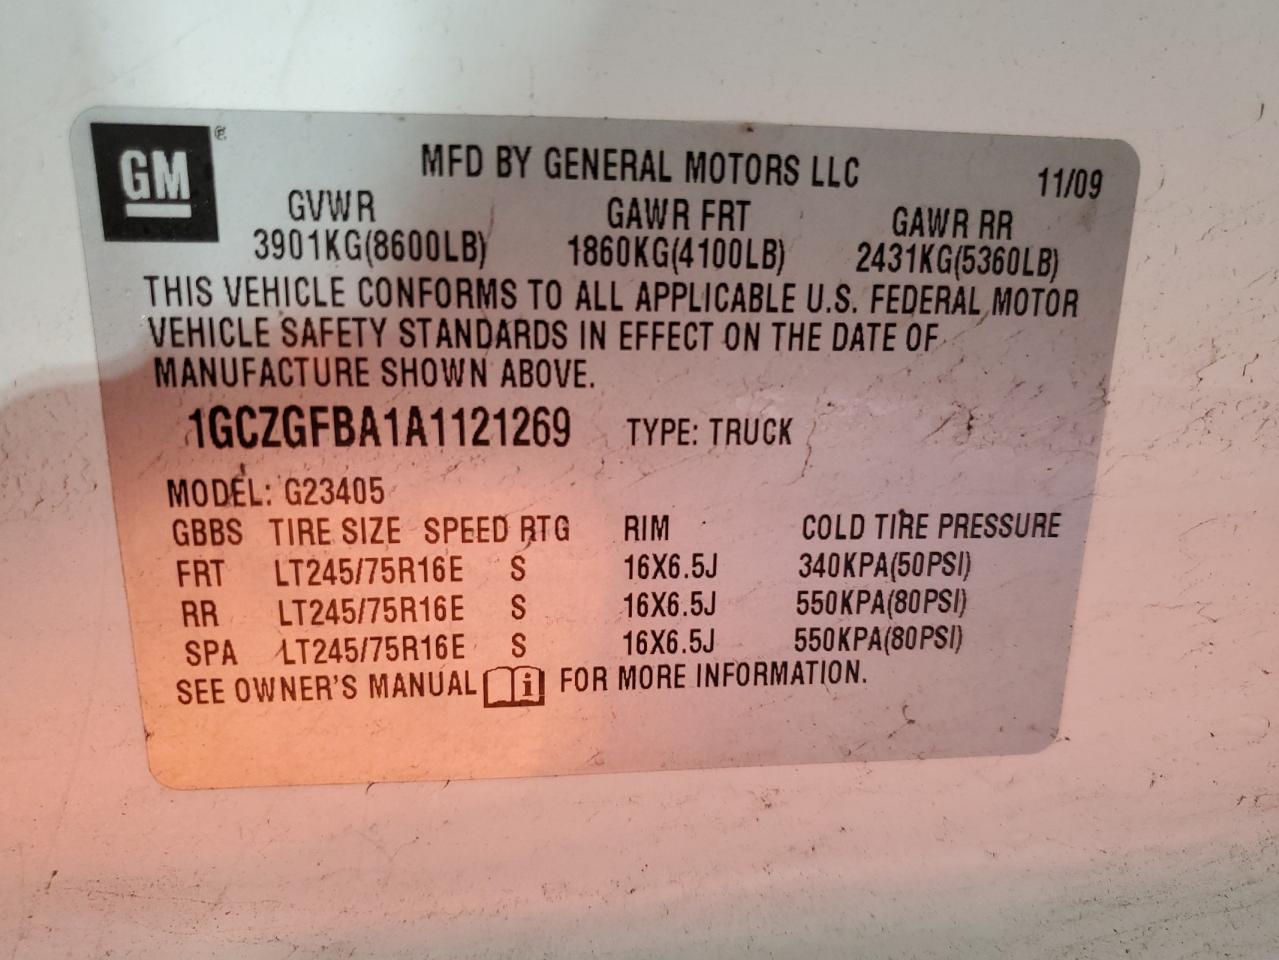 GM
MFD BY GENERAL MOTORS LLC 11/09
GVWR GAWR FRT GAWR RR
3901KG(8600LB) 1860KG(4100LB) 2431KG(5360LB)
THIS VEHICLE CONFORMS TO ALL APPLICABLE U.S. FEDERAL MOTOR
VEHICLE SAFETY STANDARDS IN EFFECT ON THE DATE OF
MANUFACTURE SHOWN ABOVE.
1GCZGFBA1A1121269 TYPE: TRUCK
MODEL: G23405
GBBS TIRE SIZE SPEED RTG RIM COLD TIRE PRESSURE
FRT LT245/75R16E S 16X6.5J 340KPA(50PSI)
RR LT245/75R16E S 16X6.5J 550KPA(80PSI)
SPA LT245/75R16E S 16X6.5J 550KPA(80PSI)
SEE OWNER'S MANUAL i FOR MORE INFORMATION.